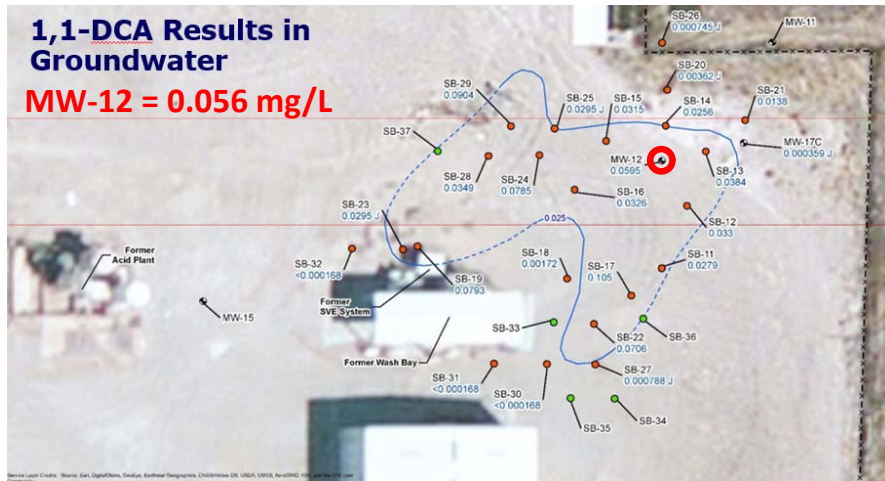 1,1-DCA Results in
Groundwater
MW-12 = 0.056 mg/L
SB-26
0.000745 J
MW-11
SB-20
0.00362 J
SB-29
0.0904
SB-25
0.0295 J
SB-15
0.0315
SB-14
0.0256
SB-21
0.0138
SB-37
MW-17C
0.000359 J
MW-12
0.0595
SB-28
0.0349
SB-24
0.0785
SB-13
0.0384
SB-16
0.0326
SB-23
0.0295 J
0.025
SB-12
0.033
Former
Acid Plant
SB-32
<0.000168
SB-18
0.00172
SB-11
0.0279
SB-17
0.105
SB-19
0.0793
Former
SVE System
MW-15
SB-33
SB-22
0.0706
SB-36
Former Wash Bay
SB-27
0.000788 J
SB-31
<0.000168
SB-30
<0.000168
SB-35
SB-34